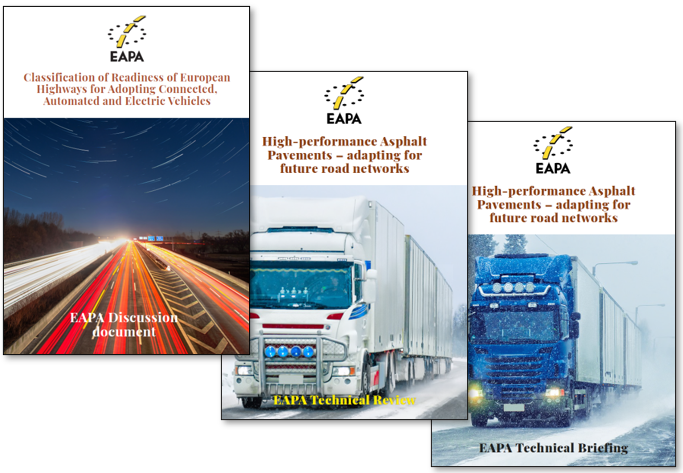 EAPA
Classification of Readiness of European
Highways for Adopting Connected,
Automated and Electric Vehicles
EAPA Discussion
document
EAPA
High-performance Asphalt
Pavements – adapting for
future road networks
EAPA Technical Review
EAPA
High-performance Asphalt
Pavements – adapting for
future road networks
EAPA Technical Briefing